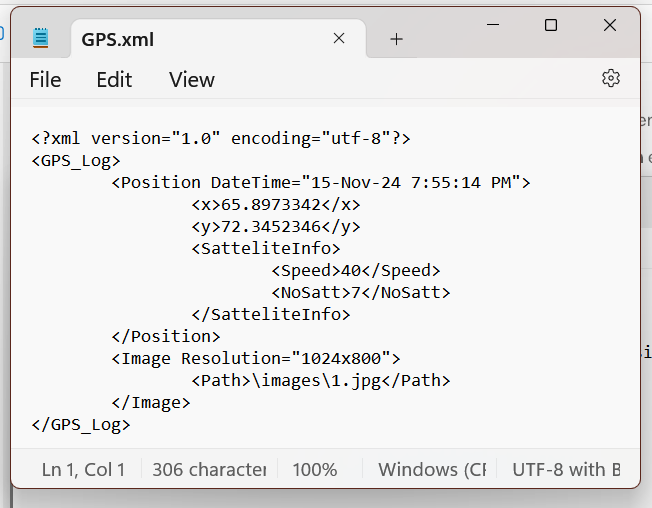 GPS.xml
File Edit View
<?xml version="1.0" encoding="utf-8"?>
<GPS_Log>
<Position DateTime="15-Nov-24 7:55:14 PM">
<x>65.8973342</x>
<y>72.3452346</y>
<SatteliteInfo>
<Speed>40</Speed>
<NoSatt>7</NoSatt>
</SatteliteInfo>
</Position>
<Image Resolution="1024x800">
<Path>\images\1.jpg</Path>
</Image>
</GPS_Log>
Ln 1, Col 1 306 character 100% Windows (CF UTF-8 with B